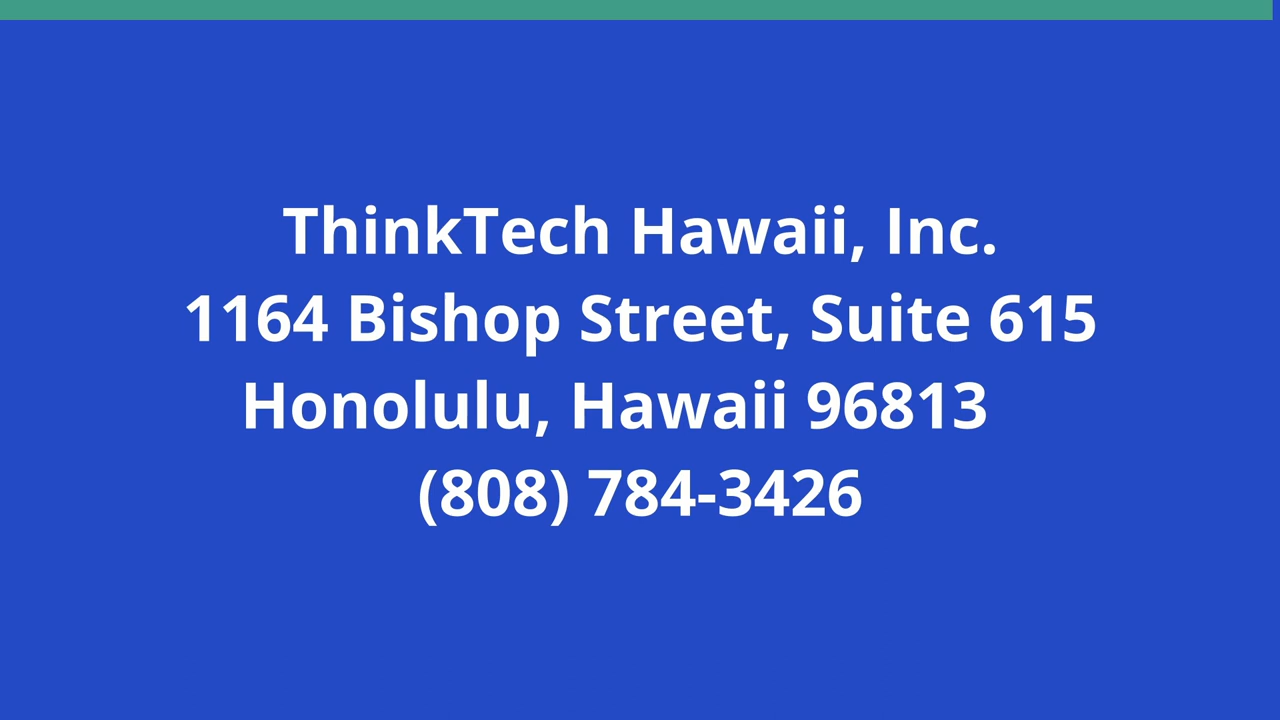 ThinkTech Hawaii, Inc.
1164 Bishop Street, Suite 615
Honolulu, Hawaii 96813
(808) 784-3426